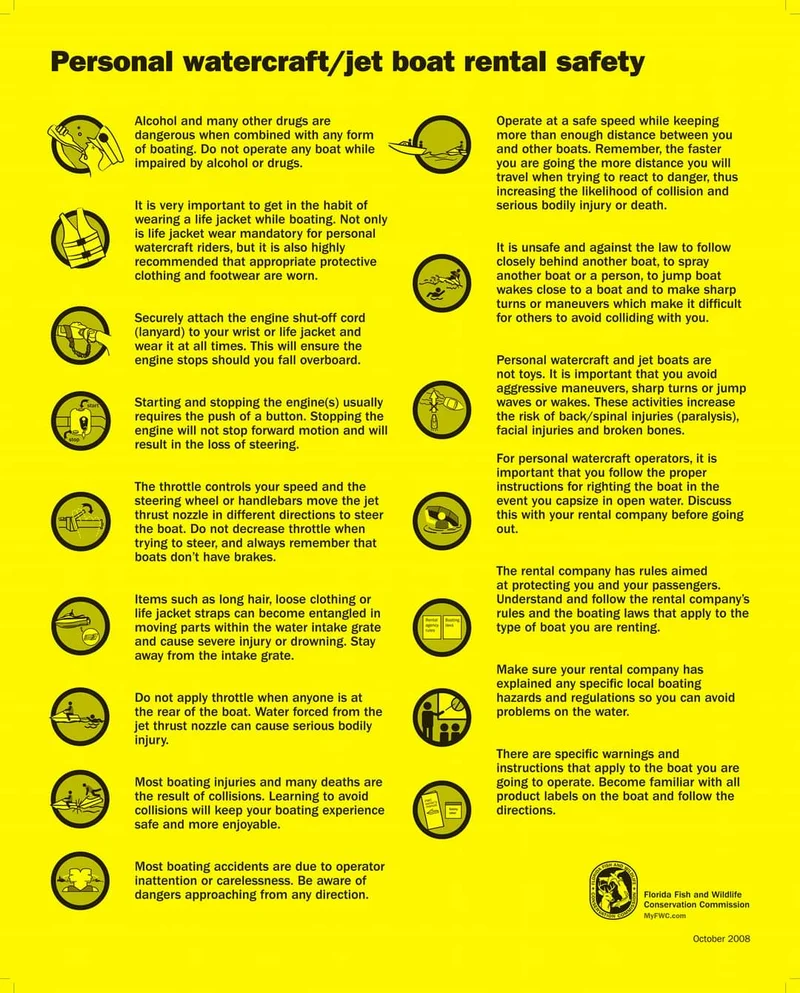 Personal watercraft/jet boat rental safety
Alcohol and many other drugs are
dangerous when combined with any form
of boating. Do not operate any boat while
impaired by alcohol or drugs.
It is very important to get in the habit of
wearing a life jacket while boating. Not only
is life jacket wear mandatory for personal
watercraft riders, but it is also highly
recommended that appropriate protective
clothing and footwear are worn.
Securely attach the engine shut-off cord
(lanyard) to your wrist or life jacket and
wear it at all times. This will ensure the
engine stops should you fall overboard.
start
stop
Starting and stopping the engine(s) usually
requires the push of a button. Stopping the
engine will not stop forward motion and will
result in the loss of steering.
The throttle controls your speed and the
steering wheel or handlebars move the jet
thrust nozzle in different directions to steer
the boat. Do not decrease throttle when
trying to steer, and always remember that
boats don't have brakes.
Items such as long hair, loose clothing or
life jacket straps can become entangled in
moving parts within the water intake grate
and cause severe injury or drowning. Stay
away from the intake grate.
Do not apply throttle when anyone is at
the rear of the boat. Water forced from the
jet thrust nozzle can cause serious bodily
injury.
Most boating injuries and many deaths are
the result of collisions. Learning to avoid
collisions will keep your boating experience
safe and more enjoyable.
Most boating accidents are due to operator
inattention or carelessness. Be aware of
dangers approaching from any direction.
Operate at a safe speed while keeping
more than enough distance between you
and other boats. Remember, the faster
you are going the more distance you will
travel when trying to react to danger, thus
increasing the likelihood of collision and
serious bodily injury or death.
It is unsafe and against the law to follow
closely behind another boat, to spray
another boat or a person, to jump boat
wakes close to a boat and to make sharp
turns or maneuvers which make it difficult
for others to avoid colliding with you.
Personal watercraft and jet boats are
not toys. It is important that you avoid
aggressive maneuvers, sharp turns or jump
waves or wakes. These activities increase
the risk of back/spinal injuries (paralysis),
facial injuries and broken bones.
For personal watercraft operators, it is
important that you follow the proper
instructions for righting the boat in the
event you capsize in open water. Discuss
this with your rental company before going
out.
Rental
agency
rules
Boating
laws
The rental company has rules aimed
at protecting you and your passengers.
Understand and follow the rental company's
rules and the boating laws that apply to the
type of boat you are renting.
Make sure your rental company has
explained any specific local boating
hazards and regulations so you can avoid
problems on the water.
There are specific warnings and
instructions that apply to the boat you are
going to operate. Become familiar with all
product labels on the boat and follow the
directions.
Florida Fish and Wildlife
Conservation Commission
MyFWC.com
October 2008